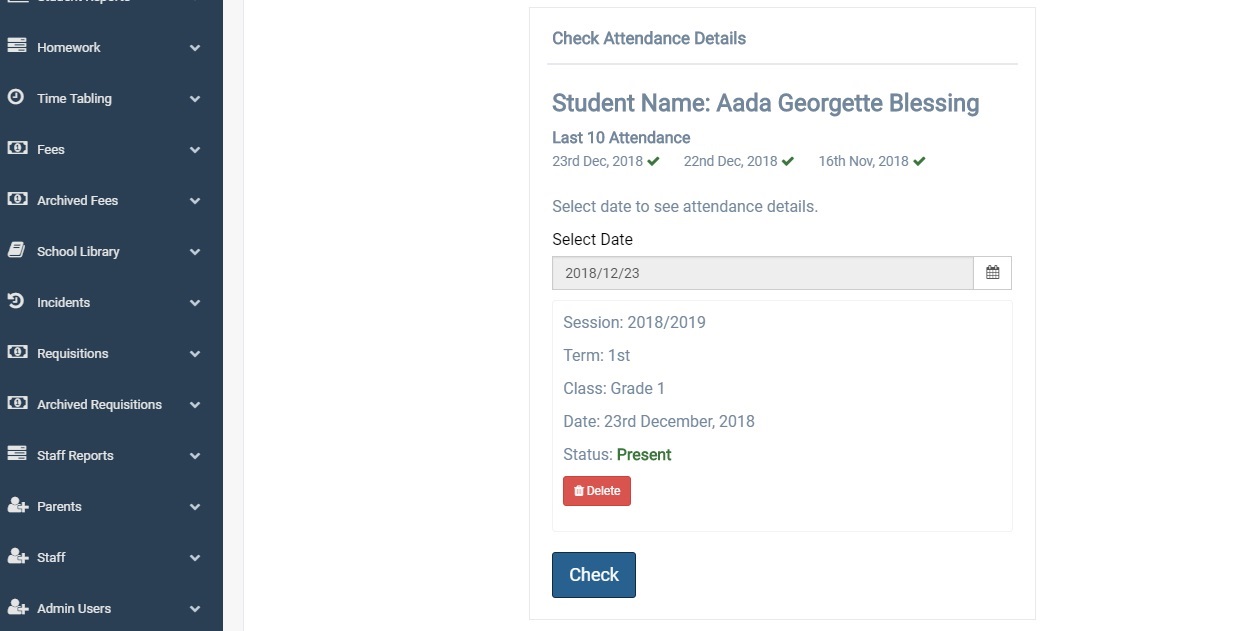 Student Reports
Homework
Time Tabling
Fees
Archived Fees
School Library
Incidents
Requisitions
Archived Requisitions
Staff Reports
Parents
Staff
Admin Users
Check Attendance Details
Student Name: Aada Georgette Blessing
Last 10 Attendance
23rd Dec, 2018 22nd Dec, 2018 16th Nov, 2018
Select date to see attendance details.
Select Date
2018/12/23
Session: 2018/2019
Term: 1st
Class: Grade 1
Date: 23rd December, 2018
Status: Present
Delete
Check